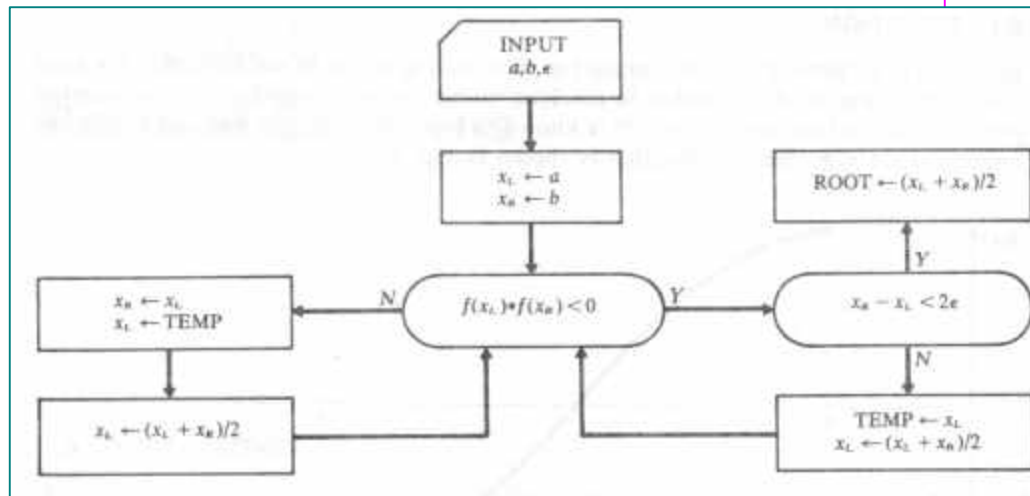 INPUT
a,b,ϵ
x_L ← a
x_R ← b
ROOT ← (x_L + x_R)/2
Y
x_R ← x_L
x_L ← TEMP
N
f(x_L)*f(x_R) < 0
Y
x_R − x_L < 2ϵ
N
x_L ← (x_L + x_R)/2
TEMP ← x_L
x_L ← (x_L + x_R)/2